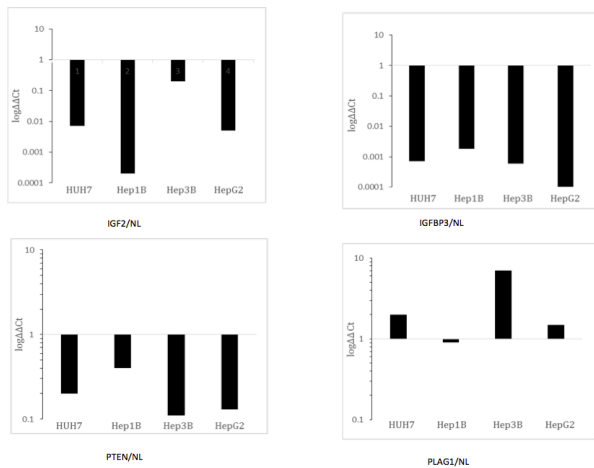 10
1
0.1
0.01
0.001
0.0001
logΔΔCt
1 2 3 4
HUH7 Hep1B Hep3B HepG2
IGF2/NL
10
1
0.1
0.01
0.001
0.0001
logΔΔCt
HUH7 Hep1B Hep3B HepG2
IGFBP3/NL
10
1
0.1
logΔΔCt
HUH7 Hep1B Hep3B HepG2
PTEN/NL
10
1
0.1
logΔΔCt
HUH7 Hep1B Hep3B HepG2
PLAG1/NL